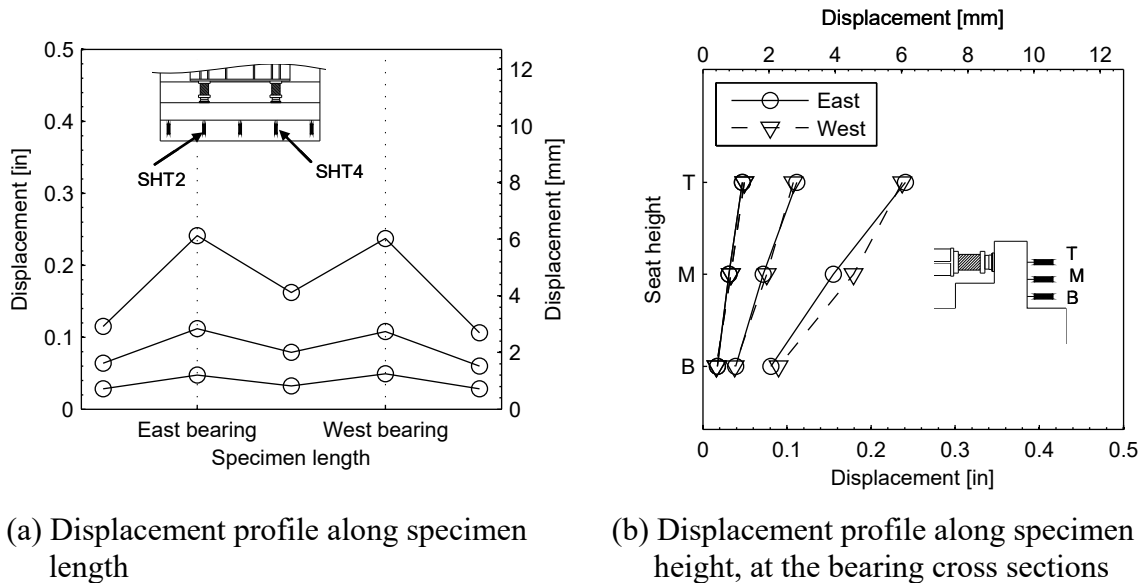 0.5
0.4
0.3
0.2
0.1
0
12
10
8
6
4
2
0
Displacement [in]
Displacement [mm]
SHT2
SHT4
East bearing
West bearing
Specimen length
Displacement [mm]
0
2
4
6
8
10
12
East
West
T
M
B
Seat height
T
M
B
0
0.1
0.2
0.3
0.4
0.5
Displacement [in]
(a) Displacement profile along specimen
length
(b) Displacement profile along specimen
height, at the bearing cross sections